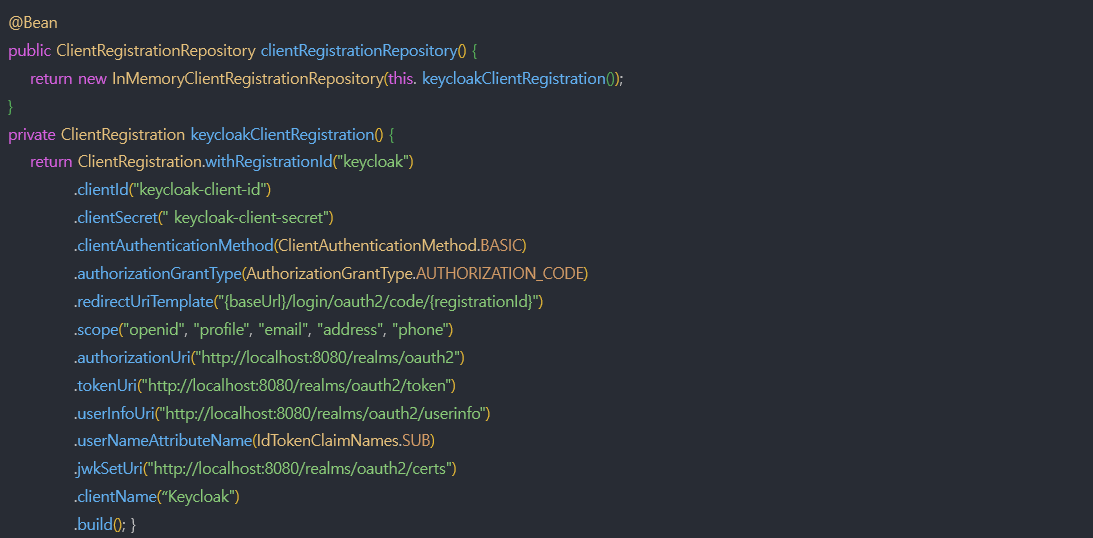 @Bean
public ClientRegistrationRepository clientRegistrationRepository() {
return new InMemoryClientRegistrationRepository(this. keycloakClientRegistration());
}
private ClientRegistration keycloakClientRegistration() {
return ClientRegistration.withRegistrationId("keycloak")
.clientId("keycloak-client-id")
.clientSecret(" keycloak-client-secret")
.clientAuthenticationMethod(ClientAuthenticationMethod.BASIC)
.authorizationGrantType(AuthorizationGrantType.AUTHORIZATION_CODE)
.redirectUriTemplate("{baseUrl}/login/oauth2/code/{registrationId}")
.scope("openid", "profile", "email", "address", "phone")
.authorizationUri("http://localhost:8080/realms/oauth2")
.tokenUri("http://localhost:8080/realms/oauth2/token")
.userInfoUri("http://localhost:8080/realms/oauth2/userinfo")
.userNameAttributeName(IdTokenClaimNames.SUB)
.jwkSetUri("http://localhost:8080/realms/oauth2/certs")
.clientName(“Keycloak")
.build(); }